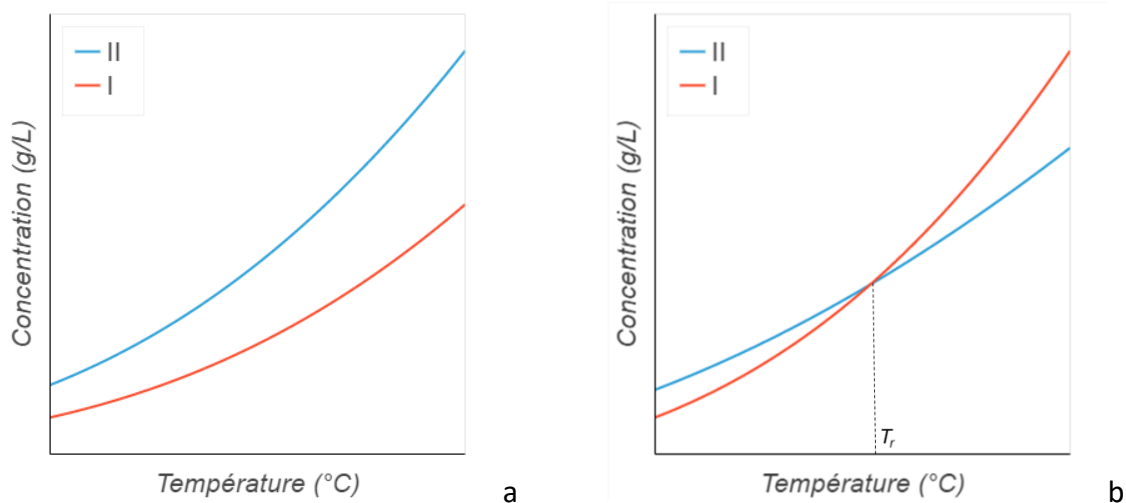 II
I
Concentration (g/L)
Température (°C)
a
II
I
Concentration (g/L)
Tr
Température (°C)
b